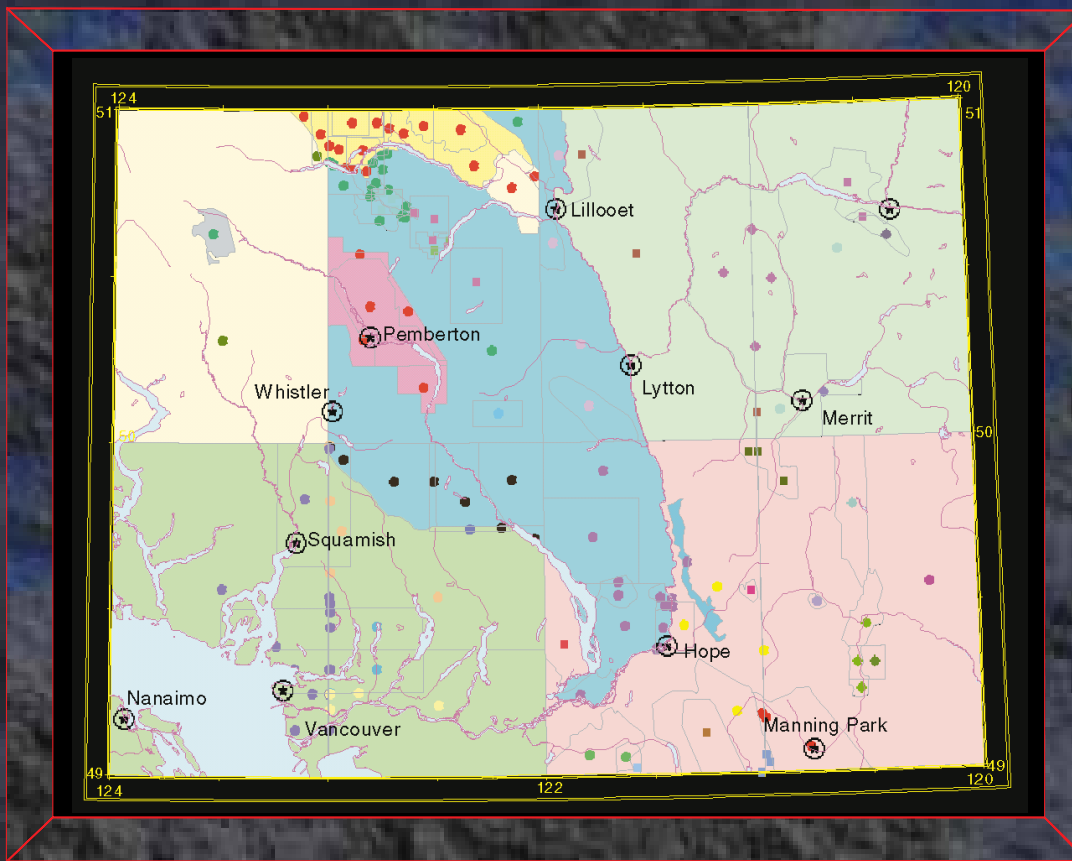 124
120
51
51
Lillooet
Pemberton
Lytton
Whistler
Merrit
50
50
Squamish
Hope
Nanaimo
Vancouver
Manning Park
49
49
124
122
120